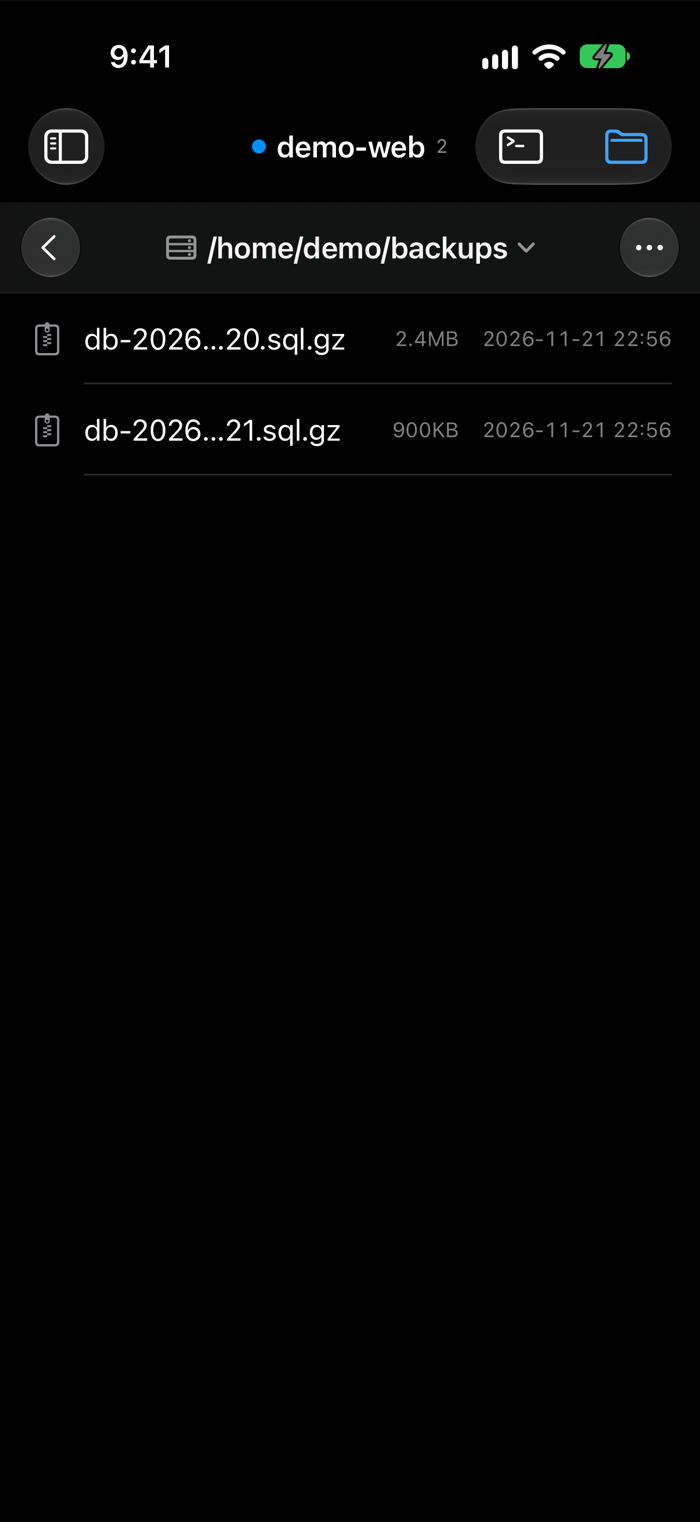 9:41
demo-web 2
/home/demo/backups
db-2026...20.sql.gz 2.4MB 2026-11-21 22:56
db-2026...21.sql.gz 900KB 2026-11-21 22:56